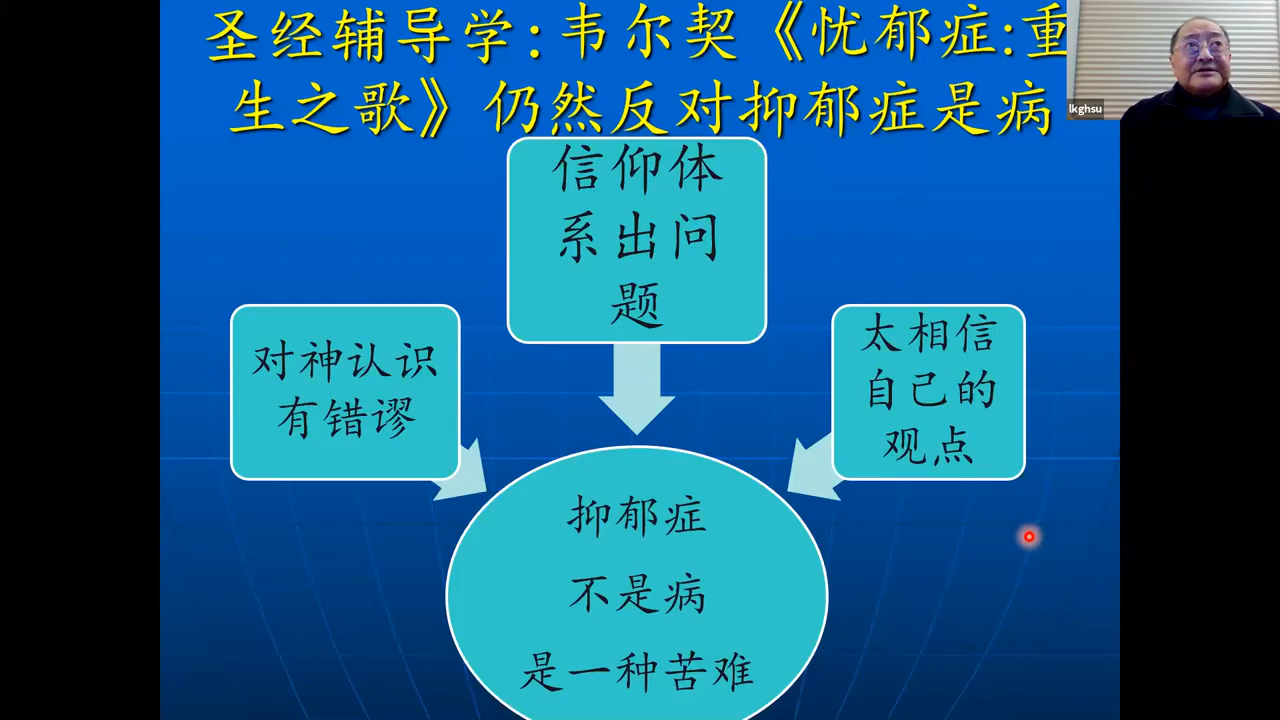 圣经辅导学:韦尔契《忧郁症:重
生之歌》仍然反对抑郁症是病
lkghsu
信仰体
系出问
题
对神认识
有错谬
太相信
自己的
观点
抑郁症
不是病
是一种苦难